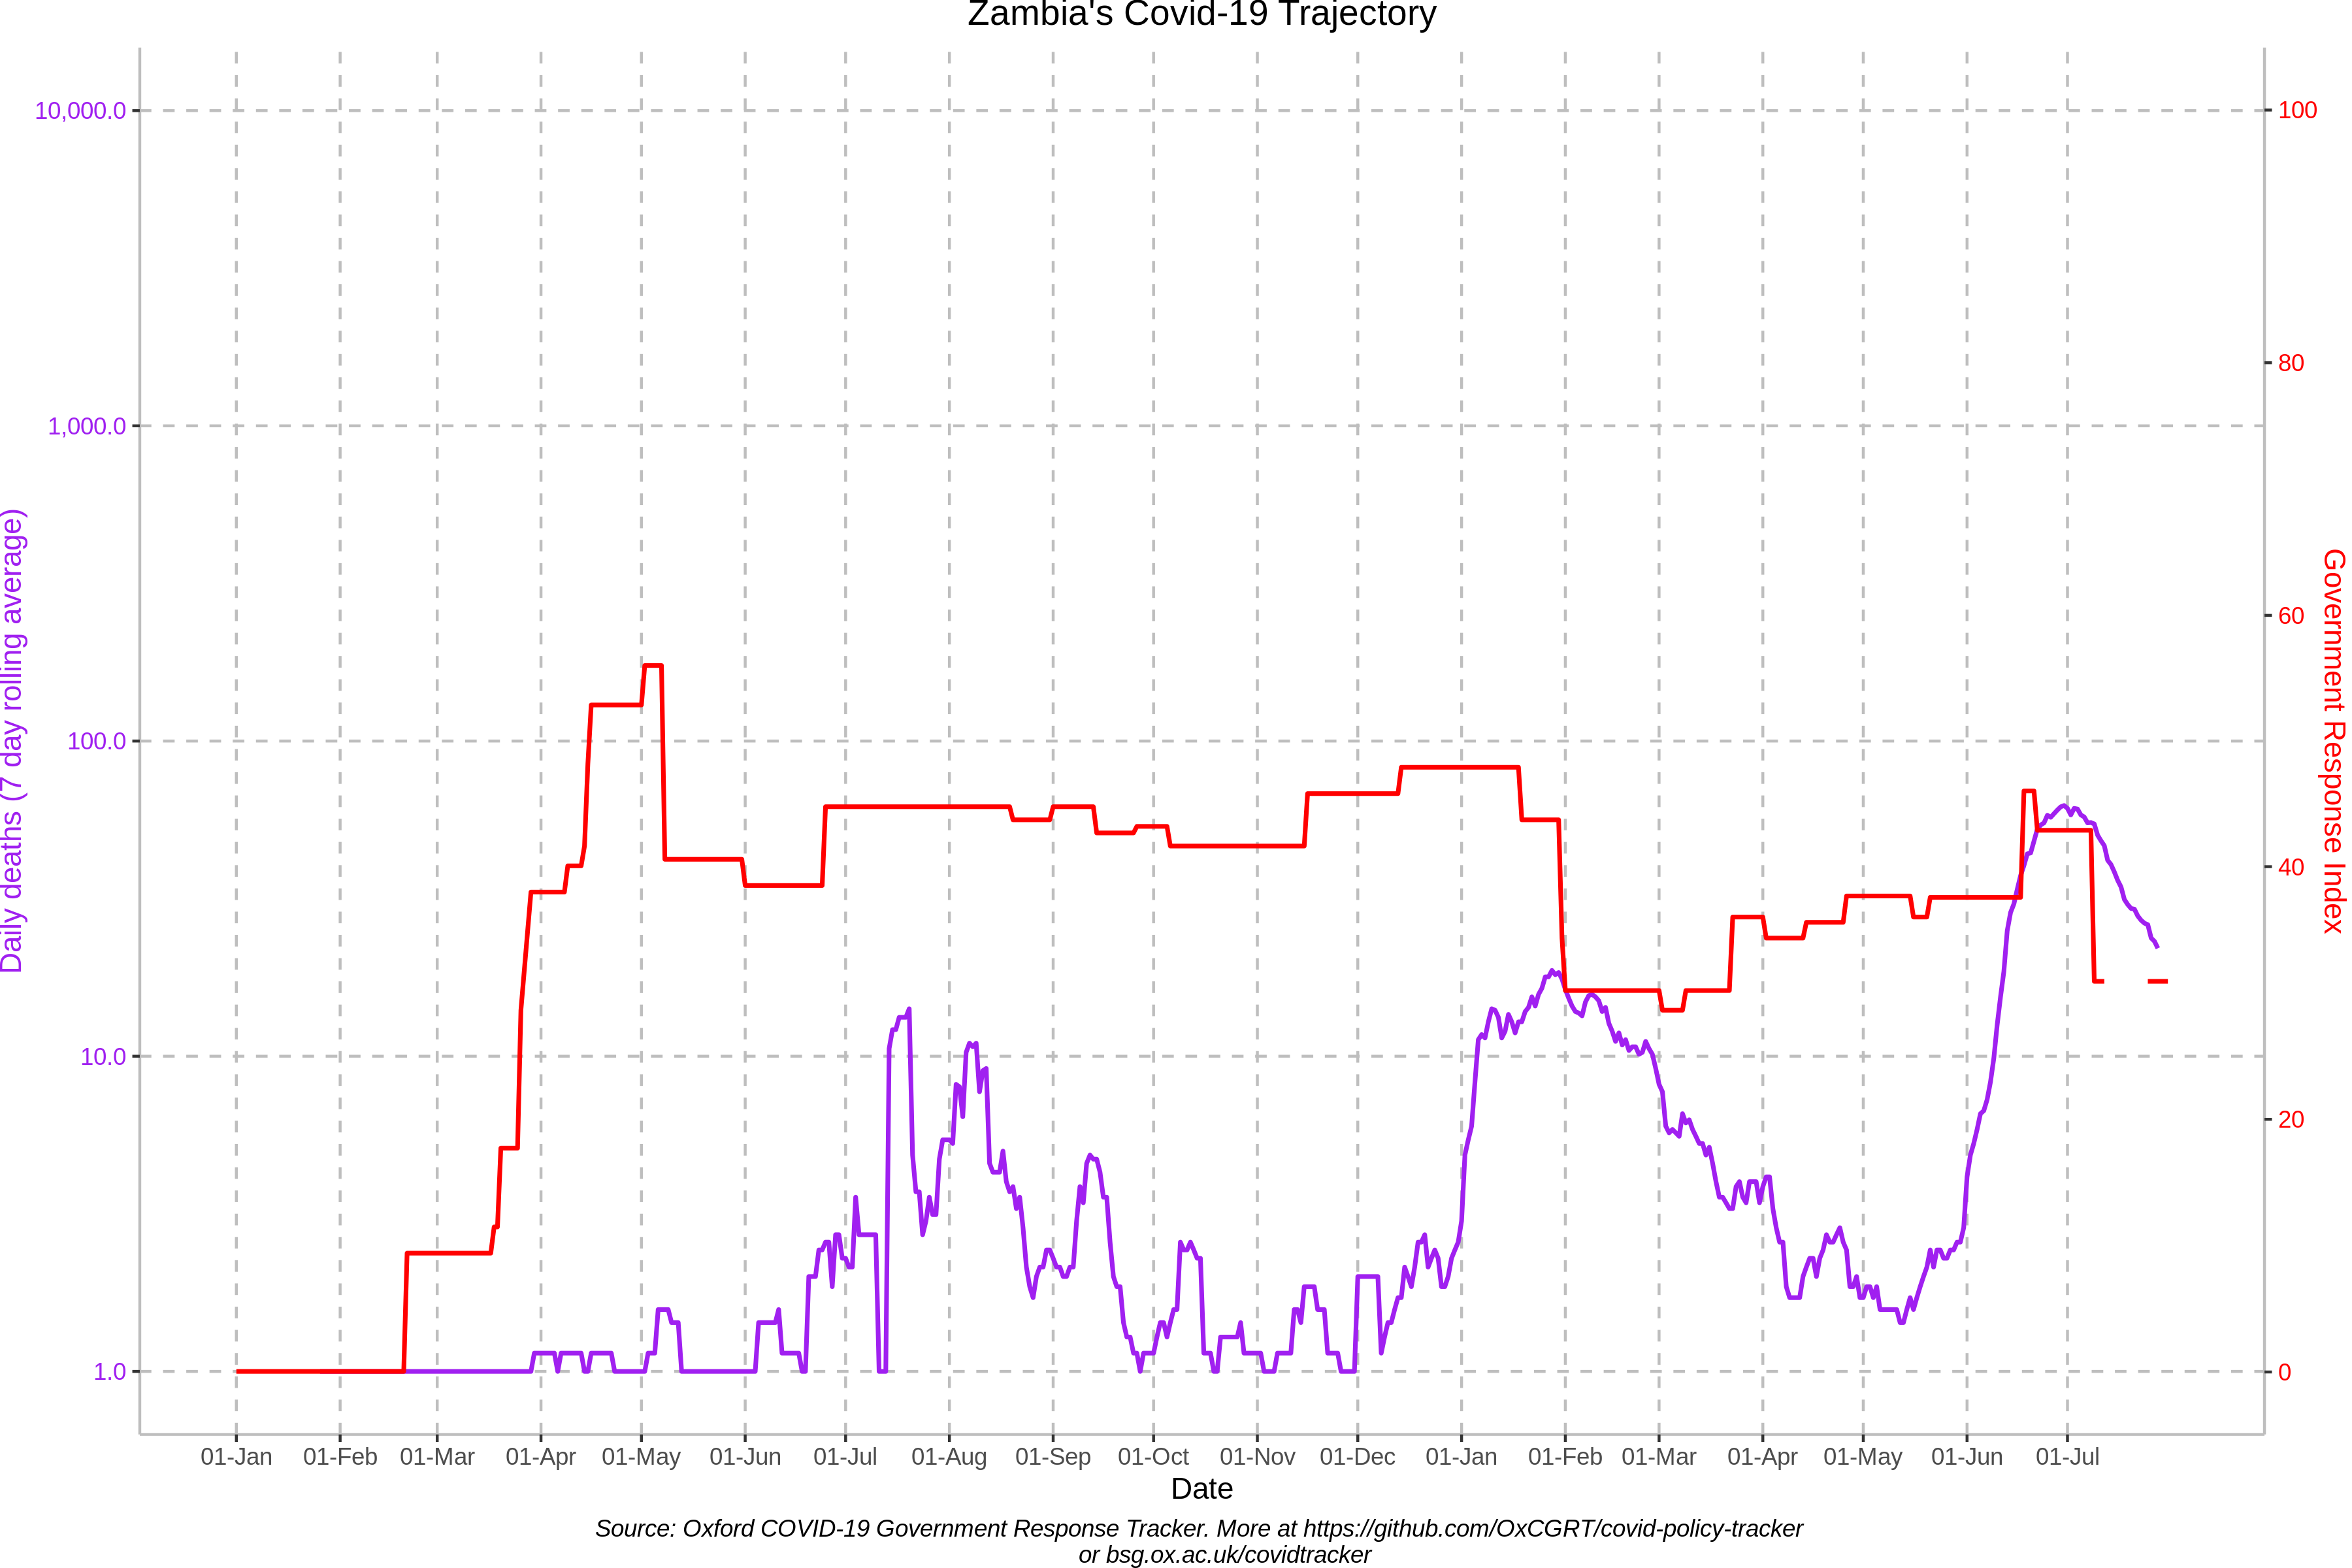 Zambia's Covid-19 Trajectory
10,000.0
1,000.0
100.0
10.0
1.0
Daily deaths (7 day rolling average)
100
80
60
40
20
0
Government Response Index
01-Jan 01-Feb 01-Mar 01-Apr 01-May 01-Jun 01-Jul 01-Aug 01-Sep 01-Oct 01-Nov 01-Dec 01-Jan 01-Feb 01-Mar 01-Apr 01-May 01-Jun 01-Jul
Date
Source: Oxford COVID-19 Government Response Tracker. More at https://github.com/OxCGRT/covid-policy-tracker
or bsg.ox.ac.uk/covidtracker